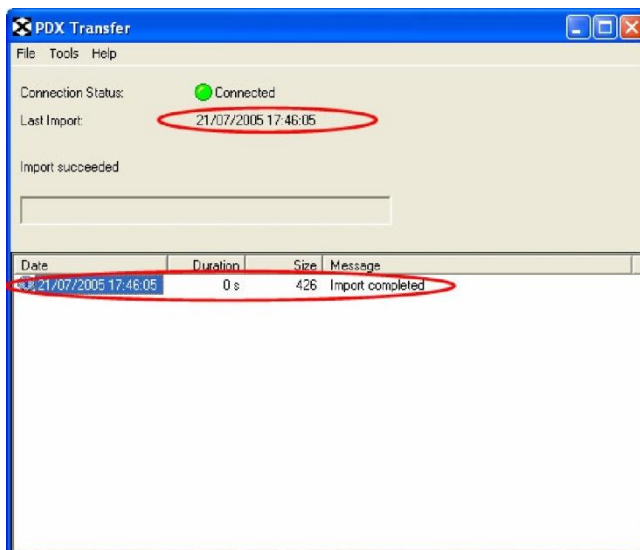 PDX Transfer
File Tools Help
Connection Status: Connected
Last Import: 21/07/2005 17:46:05
Import succeeded
Date Duration Size Message
21/07/2005 17:46:05 0 s 426 Import completed